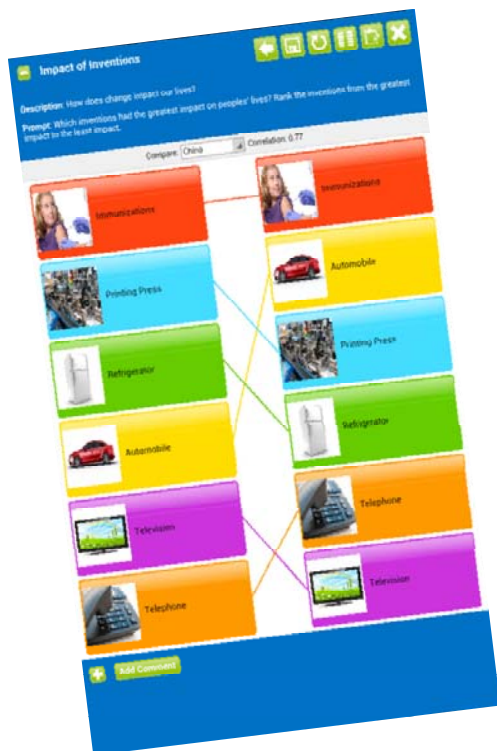 Impact of Inventions
Description: How does change impact our lives?
Prompt: Which inventions had the greatest impact on peoples' lives? Rank the inventions from the greatest
impact to the least impact.
Compare: China Correlation: 0.77
Immunizations
Immunizations
Printing Press
Automobile
Refrigerator
Printing Press
Automobile
Refrigerator
Television
Telephone
Telephone
Television
Add Comment